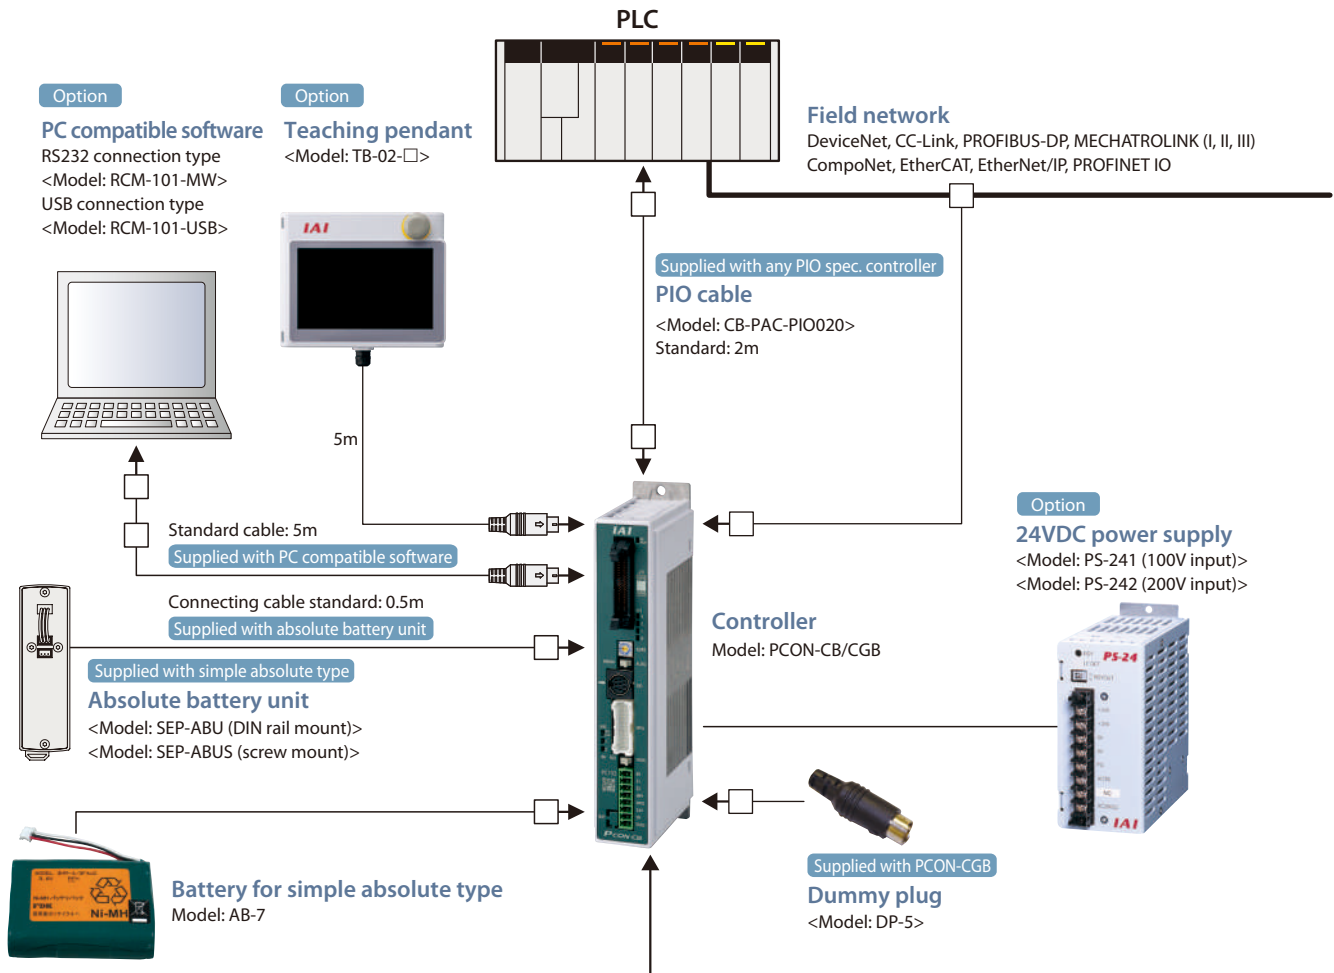 PLC
Option
PC compatible software
RS232 connection type
<Model: RCM-101-MW>
USB connection type
<Model: RCM-101-USB>
Option
Teaching pendant
<Model: TB-02-□>
IAI
Field network
DeviceNet, CC-Link, PROFIBUS-DP, MECHATROLINK (I, II, III)
CompoNet, EtherCAT, EtherNet/IP, PROFINET IO
Supplied with any PIO spec. controller
PIO cable
<Model: CB-PAC-PIO020>
Standard: 2m
5m
Standard cable: 5m
Supplied with PC compatible software
Connecting cable standard: 0.5m
Supplied with absolute battery unit
Supplied with simple absolute type
Absolute battery unit
<Model: SEP-ABU (DIN rail mount)>
<Model: SEP-ABUS (screw mount)>
IAI
PCON-CB
Controller
Model: PCON-CB/CGB
Option
24VDC power supply
<Model: PS-241 (100V input)>
<Model: PS-242 (200V input)>
PS-24
NC
IAI
Supplied with PCON-CGB
Dummy plug
<Model: DP-5>
Ni-MH
Battery for simple absolute type
Model: AB-7